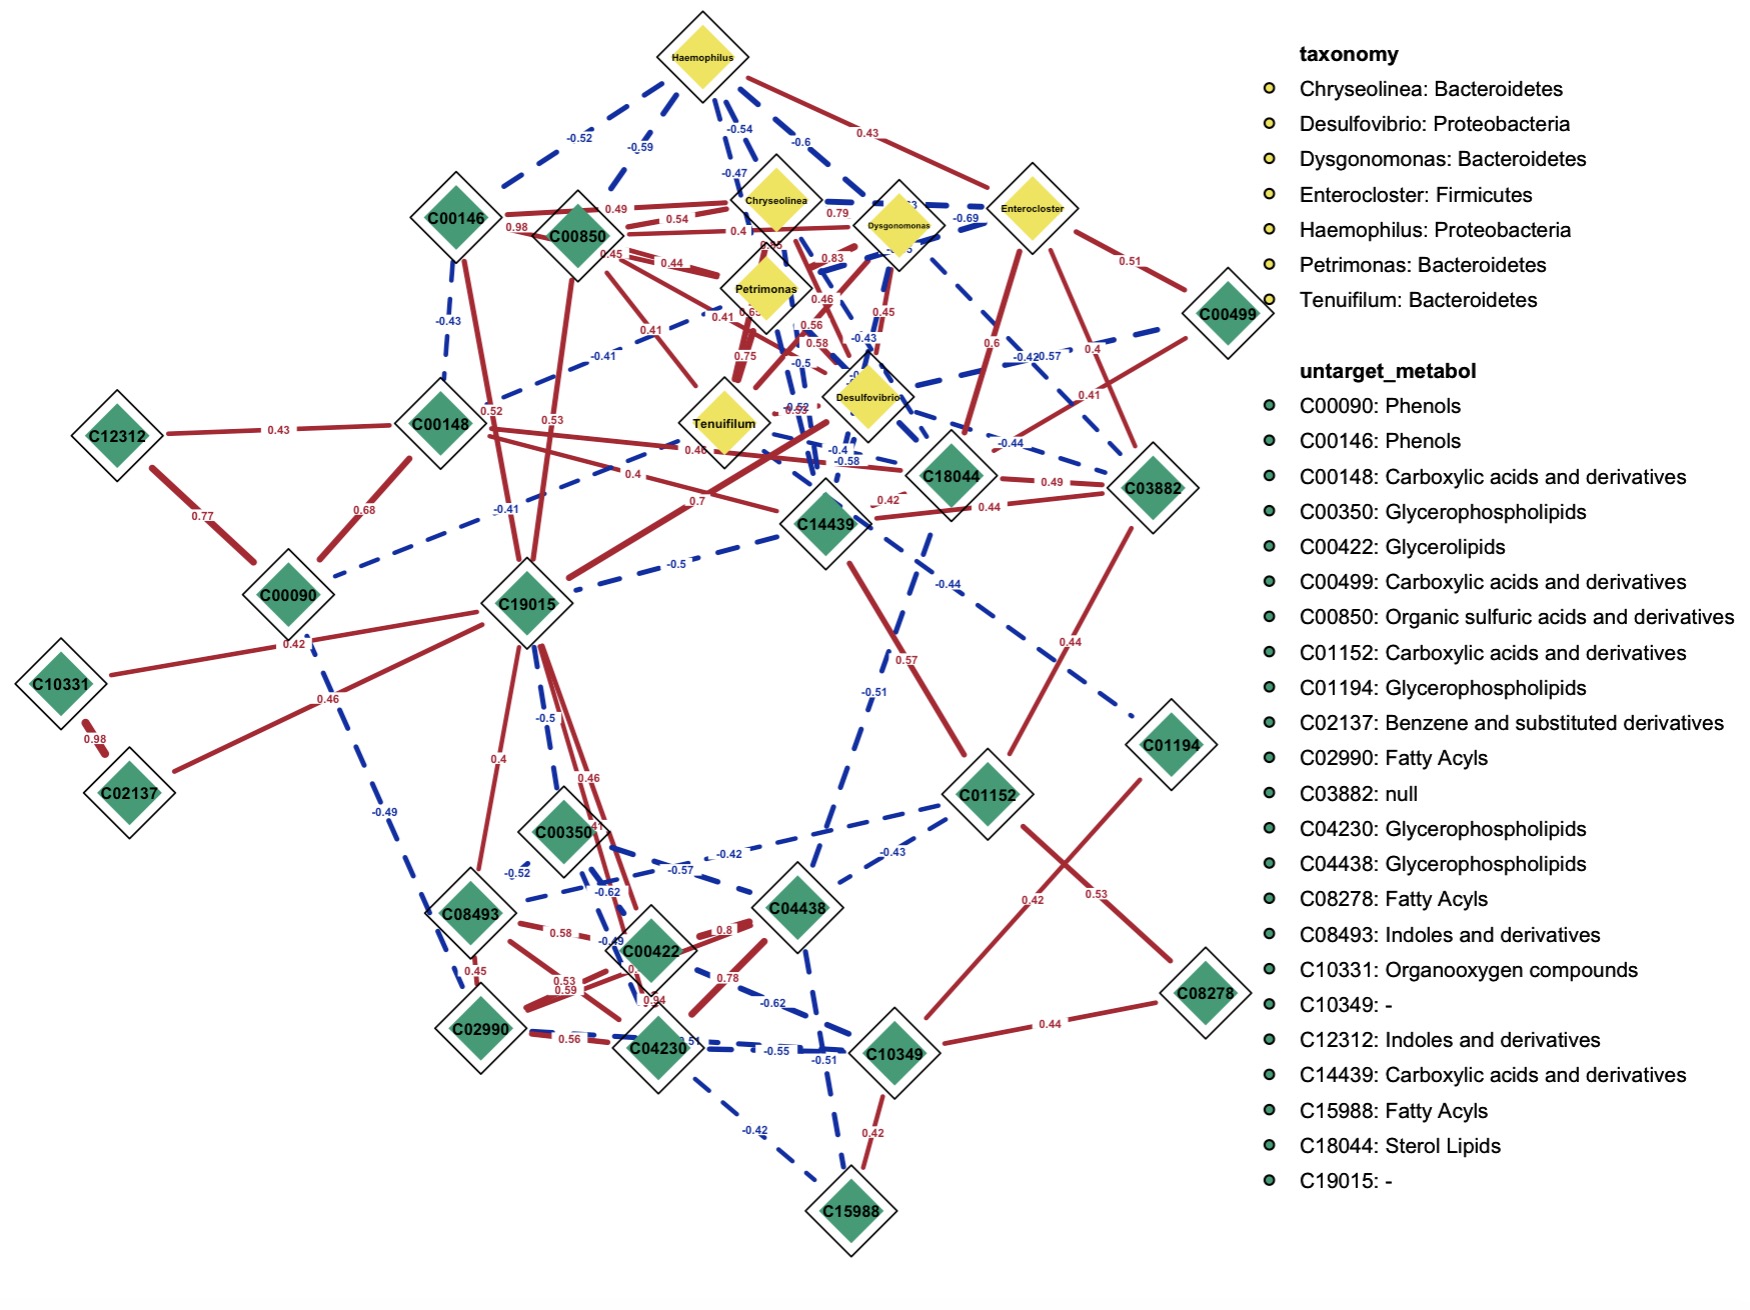 Haemophilus
taxonomy
Chryseolinea: Bacteroidetes
Desulfovibrio: Proteobacteria
Dysgonomonas: Bacteroidetes
Enterocloster: Firmicutes
Haemophilus: Proteobacteria
Petrimonas: Bacteroidetes
Tenuifilum: Bacteroidetes
untarget_metabol
C00090: Phenols
C00146: Phenols
C00148: Carboxylic acids and derivatives
C00350: Glycerophospholipids
C00422: Glycerolipids
C00499: Carboxylic acids and derivatives
C00850: Organic sulfuric acids and derivatives
C01152: Carboxylic acids and derivatives
C01194: Glycerophospholipids
C02137: Benzene and substituted derivatives
C02990: Fatty Acyls
C03882: null
C04230: Glycerophospholipids
C04438: Glycerophospholipids
C08278: Fatty Acyls
C08493: Indoles and derivatives
C10331: Organooxygen compounds
C10349: -
C12312: Indoles and derivatives
C14439: Carboxylic acids and derivatives
C15988: Fatty Acyls
C18044: Sterol Lipids
C19015: -
-0.52
-0.59
-0.54
-0.6
0.43
-0.47
Chryseolinea
Enterocloster
C00146
0.49
0.54
0.79
-0.69
Dysgonomonas
0.98
C00850
0.4
0.45
0.44
0.83
0.51
Petrimonas
0.46
C00499
-0.43
0.41
0.41
0.56
0.45
0.58
-0.43
-0.41
0.75
-0.5
0.6
-0.42
-0.57
0.4
Desulfovibrio
0.41
C12312
0.43
C00148
0.52
0.53
Tenuifilum
-0.52
-0.44
0.46
-0.4
-0.58
0.4
C18044
0.49
C03882
0.77
0.68
-0.41
0.7
0.42
0.44
C14439
-0.5
-0.44
C00090
C19015
0.42
0.57
0.44
C10331
0.46
-0.51
-0.5
0.98
0.4
C01194
0.46
C02137
C01152
-0.49
C00350
-0.42
-0.43
-0.52
-0.57
-0.62
0.42
0.53
C08493
C04438
0.58
-0.49
C00422
0.8
0.45
0.53
0.59
0.78
C08278
0.94
-0.62
C02990
0.56
C04230
-0.55
-0.51
C10349
0.44
-0.42
0.42
C15988